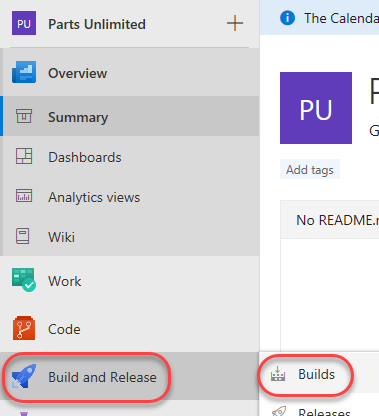 PU Parts Unlimited
The Calenda
Overview
Summary
PU
Add tags
Dashboards
Analytics views
No README.
Wiki
Work
Code
Build and Release
Builds
Releases